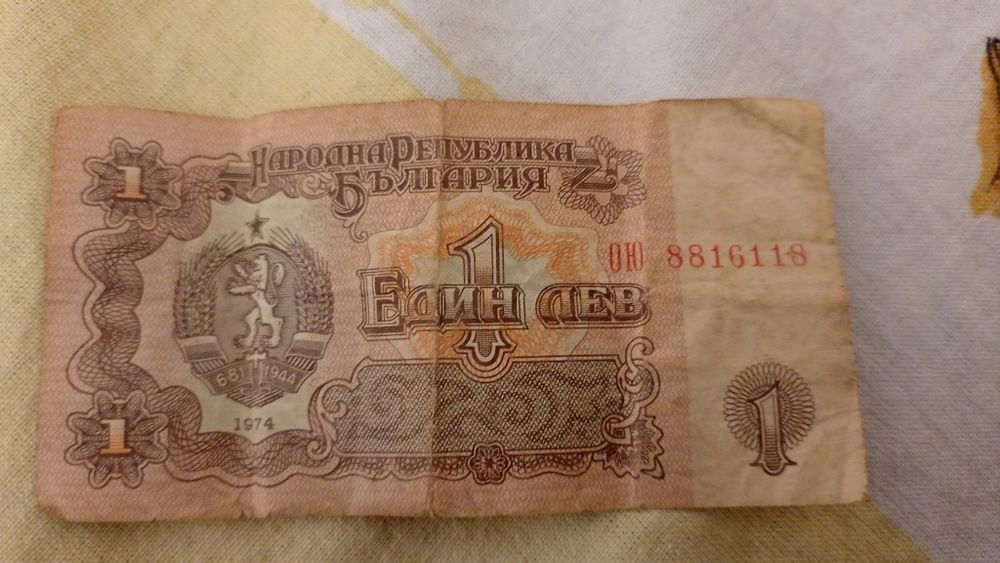 1
НАРОДНА РЕПУБЛИКА
БЪЛГАРИЯ
ОЮ 8816118
1
ЕДИН ЛЕВ
681 1944
1974
1
1